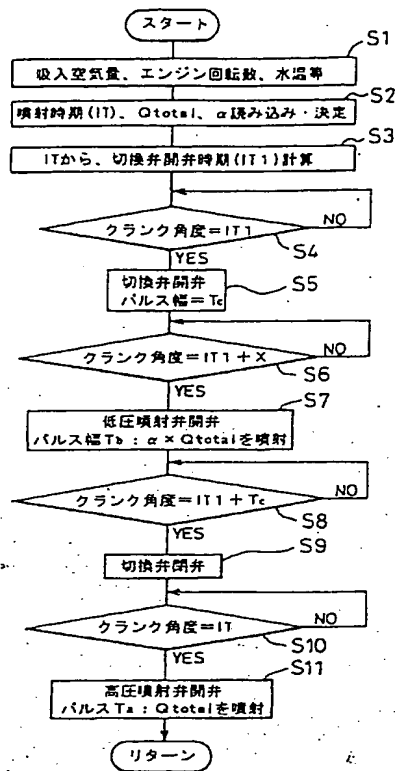 スタート
S1
吸入空気量、エンジン回転数、水温等
S2
噴射時期(IT)、Qtotal、α読み込み・決定
S3
ITから、切換弁開弁時期(IT1)計算
クランク角度=IT1
NO
S4
YES
切換弁開弁
パルス幅=Tc
S5
クランク角度=IT1+X
NO
S6
YES
S7
低圧噴射弁開弁
パルス幅Tb:α×Qtotalを噴射
クランク角度=IT1+Tc
NO
S8
YES
S9
切換弁閉弁
クランク角度=IT
NO
S10
YES
S11
高圧噴射弁開弁
パルスTa:Qtotalを噴射
リターン